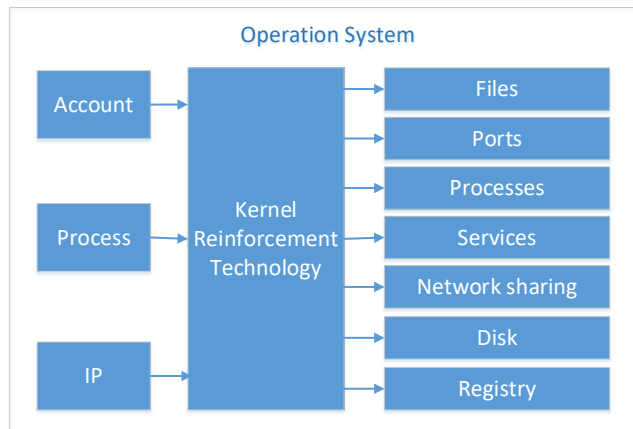 Operation System
Account
Process
IP
Kernel
Reinforcement
Technology
Files
Ports
Processes
Services
Network sharing
Disk
Registry